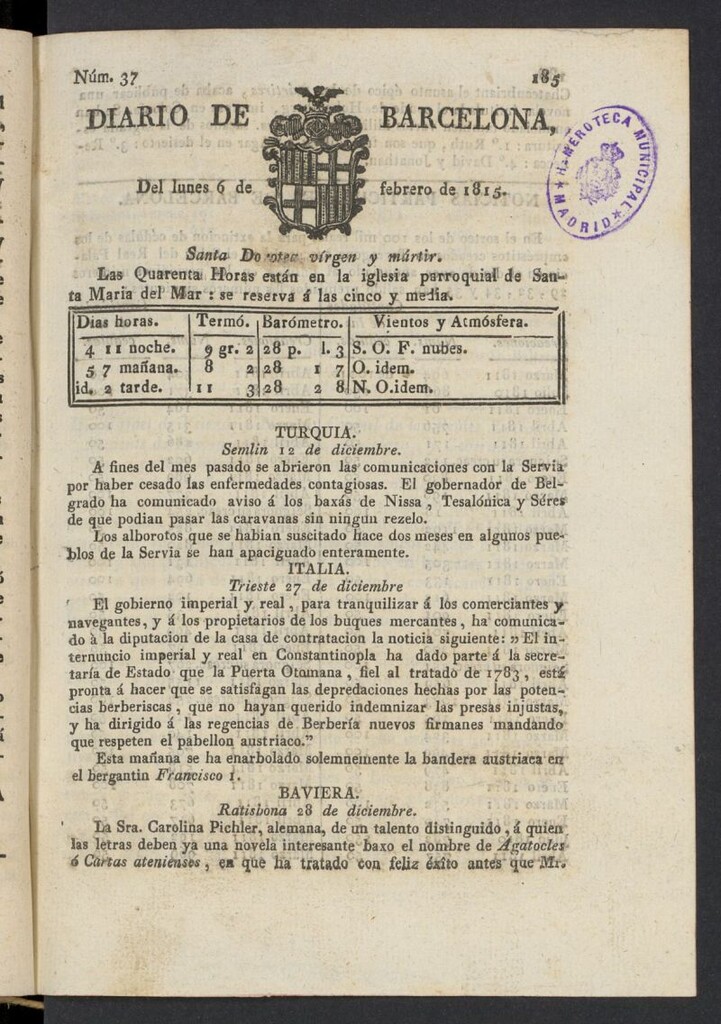 Núm. 37 185
DIARIO DE BARCELONA,
Del lunes 6 de febrero de 1815.
HEMEROTECA MUNICIPAL
★ MADRID ★
Santa Dorotea vírgen y mártir.
Las Quarenta Horas están en la iglesia parroquial de San-
ta Maria del Mar : se reserva á las cinco y media.
Dias horas. Termó. Barómetro. Vientos y Atmósfera.
4 11 noche. 9 gr. 2 28 p. l. 3 S. O. F. nubes.
5 7 mañana. 8 2 28 1 7 O. idem.
id. 2 tarde. 11 3 28 2 8 N. O.idem.
TURQUIA.
Semlin 12 de diciembre.
A fines del mes pasado se abrieron las comunicaciones con la Servia
por haber cesado las enfermedades contagiosas. El gobernador de Bel-
grado ha comunicado aviso á los baxás de Nissa , Tesalónica y Séres
de que podian pasar las caravanas sin ningun rezelo.
Los alborotos que se habian suscitado hace dos meses en algunos pue-
blos de la Servia se han apaciguado enteramente.
ITALIA.
Trieste 27 de diciembre
El gobierno imperial y real , para tranquilizar á los comerciantes y
navegantes, y á los propietarios de los buques mercantes, ha comunica-
do à la diputacion de la casa de contratacion la noticia siguiente: ,, El in-
ternuncio imperial y real en Constantinopla ha dado parte á la secre-
taría de Estado que la Puerta Otomana , fiel al tratado de 1783, está
pronta á hacer que se satisfagan las depredaciones hechas por las poten-
cias berberiscas , que no hayan querido indemnizar las presas injustas,
y ha dirigido á las regencias de Berbería nuevos firmanes mandando
que respeten el pabellon austriaco."
Esta mañana se ha enarbolado solemnemente la bandera austriaca en
el bergantin Francisco I.
BAVIERA.
Ratisbona 28 de diciembre.
La Sra. Carolina Pichler, alemana, de un talento distinguido , á quien
las letras deben ya una novela interesante baxo el nombre de Agatocles
ó Cartas atenienses , en que ha tratado con feliz éxito antes que Mr.